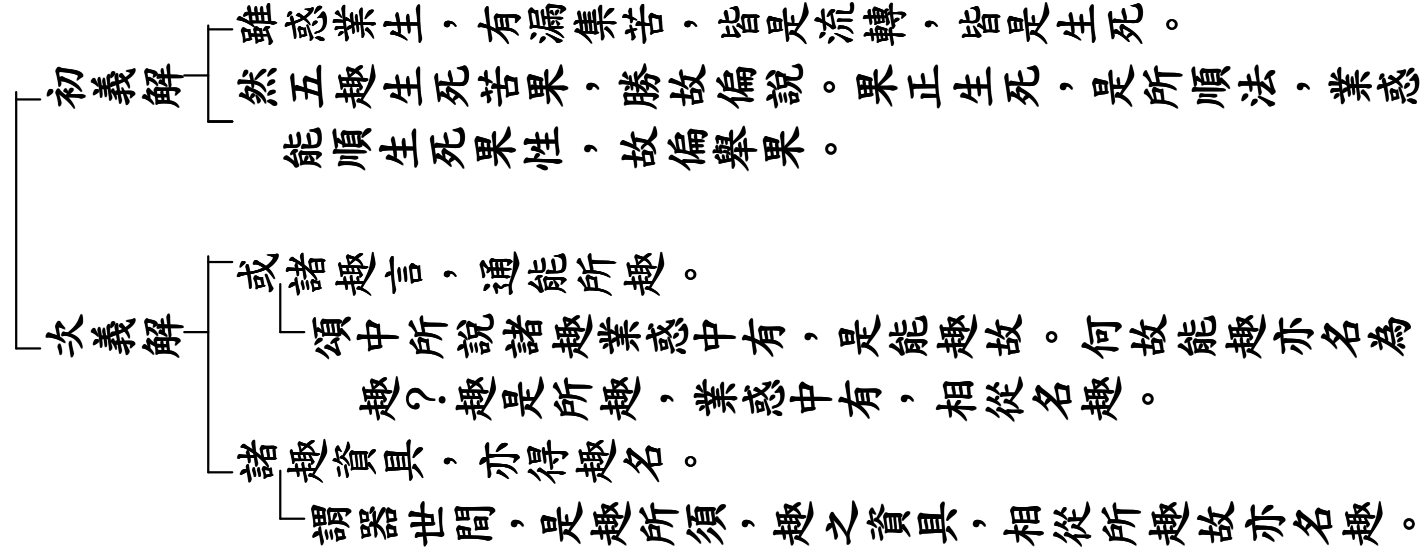 初義解
雖惑業生，有漏集苦，皆是流轉，皆是生死。
然五趣生死苦果，勝故偏說。果正生死，是所順法，業惑
能順生死果性，故偏舉果。
次義解
或諸趣言，通能所趣。
頌中所說諸趣業惑中有，是能趣故。何故能趣亦名為
趣？趣是所趣，業惑中有，相從名趣。
諸趣資具，亦得趣名。
謂器世間，是趣所須，趣之資具，相從所趣故亦名趣。